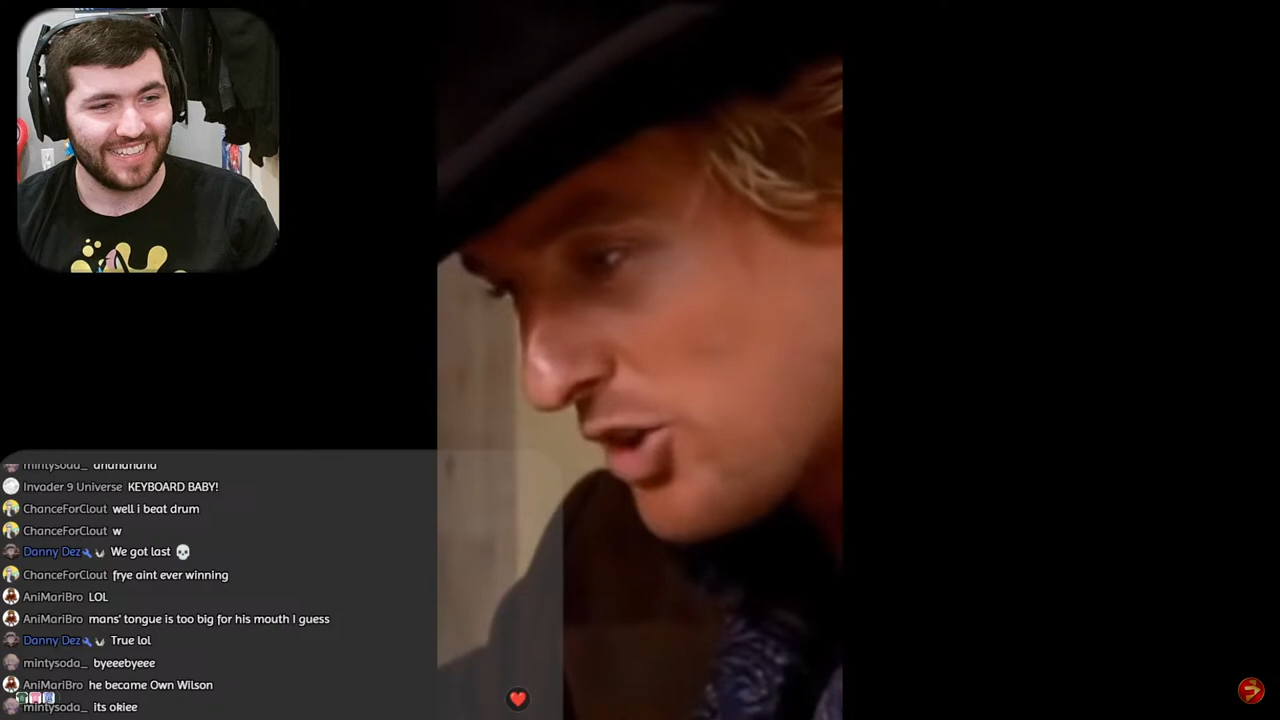 mintysoda_ ahahahaha
Invader 9 Universe KEYBOARD BABY!
ChanceForClout well i beat drum
ChanceForClout w
Danny Dez We got last 💀
ChanceForClout frye aint ever winning
AniMariBro LOL
AniMariBro mans' tongue is too big for his mouth I guess
Danny Dez True lol
mintysoda_ byeeebyeee
AniMariBro he became Own Wilson
mintysoda_ its okiee